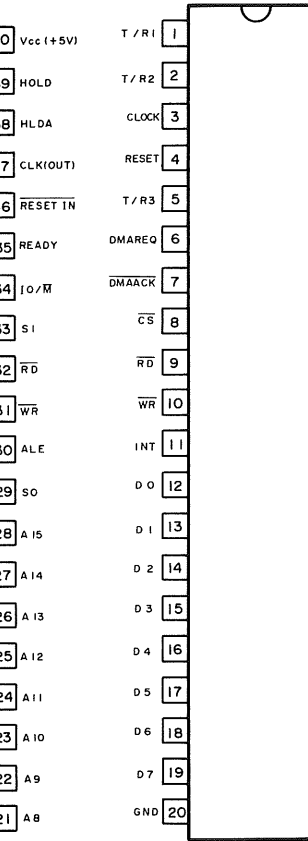 0 Vcc (+5V)
9 HOLD
8 HLDA
7 CLK(OUT)
6 RESET IN
35 READY
34 IO/M
33 SI
32 RD
31 WR
30 ALE
29 SO
28 A15
27 A14
26 A13
25 A12
24 A11
23 A10
22 A9
21 A8
T/R1 1
T/R2 2
CLOCK 3
RESET 4
T/R3 5
DMAREQ 6
DMAACK 7
CS 8
RD 9
WR 10
INT 11
D0 12
D1 13
D2 14
D3 15
D4 16
D5 17
D6 18
D7 19
GND 20